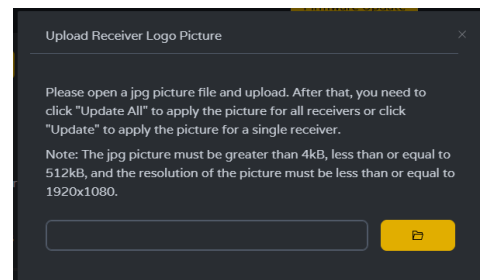 Firmware Update
Upload Receiver Logo Picture
Please open a jpg picture file and upload. After that, you need to
click "Update All" to apply the picture for all receivers or click
"Update" to apply the picture for a single receiver.
Note: The jpg picture must be greater than 4kB, less than or equal to
512kB, and the resolution of the picture must be less than or equal to
1920x1080.